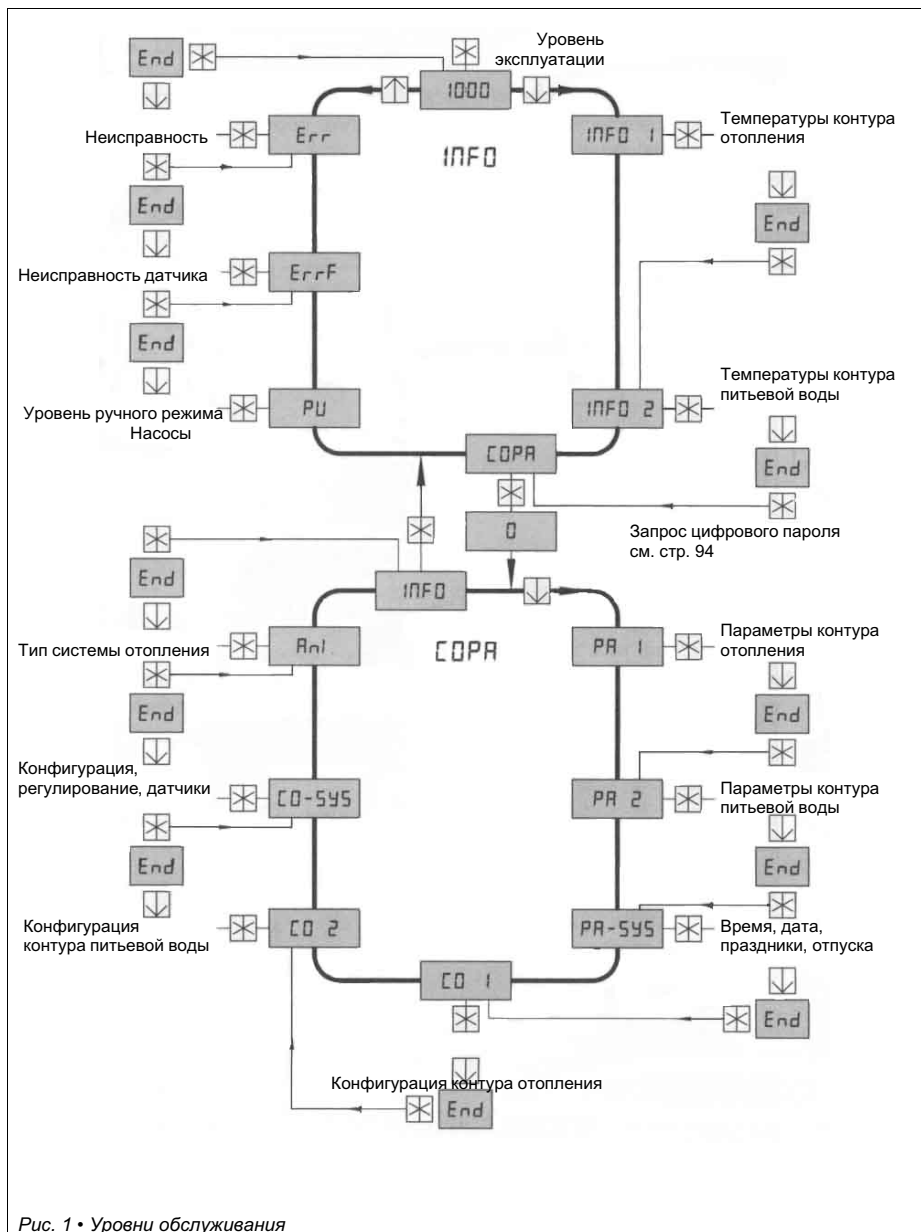 Уровень
эксплуатации
End
1000
Неисправность
Err
INFO
INFO 1
Температуры контура
отопления
End
End
Неисправность датчика
ErrF
End
Уровень ручного режима
Насосы
PU
INFO 2
Температуры контура
питьевой воды
COPA
End
0
Запрос цифрового пароля
см. стр. 94
End
INFO
Тип системы отопления
Anl
COPA
PA 1
Параметры контура
отопления
End
End
Конфигурация,
регулирование, датчики
CO-SYS
PA 2
Параметры контура
питьевой воды
End
End
Конфигурация
контура питьевой воды
CO 2
PA-SYS
Время, дата,
праздники, отпуска
CO 1
End
Конфигурация контура отопления
End
Рис. 1 • Уровни обслуживания